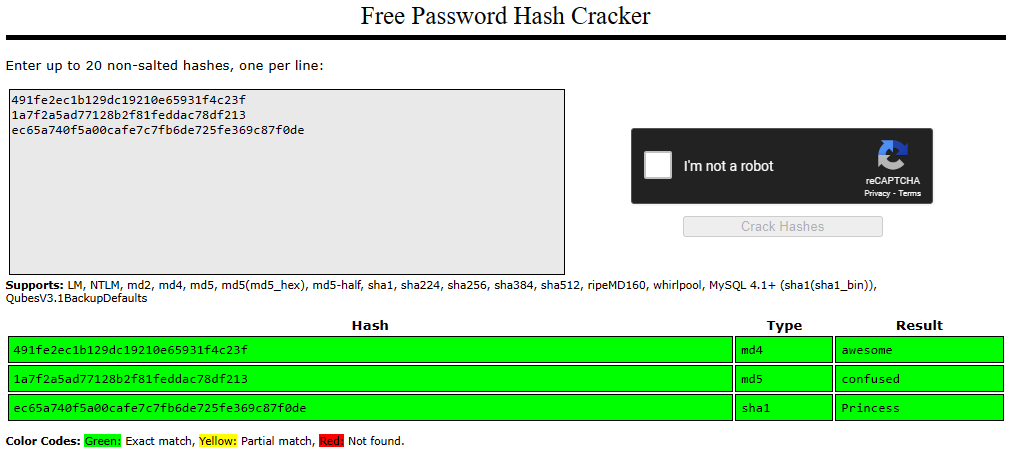 Free Password Hash Cracker
Enter up to 20 non-salted hashes, one per line:
491fe2ec1b129dc19210e65931f4c23f
1a7f2a5ad77128b2f81feddac78df213
ec65a740f5a00cafe7c7fb6de725fe369c87f0de
I'm not a robot
reCAPTCHA
Privacy - Terms
Crack Hashes
Supports: LM, NTLM, md2, md4, md5, md5(md5_hex), md5-half, sha1, sha224, sha256, sha384, sha512, ripeMD160, whirlpool, MySQL 4.1+ (sha1(sha1_bin)),
QubesV3.1BackupDefaults
Hash Type Result
491fe2ec1b129dc19210e65931f4c23f md4 awesome
1a7f2a5ad77128b2f81feddac78df213 md5 confused
ec65a740f5a00cafe7c7fb6de725fe369c87f0de sha1 Princess
Color Codes: Green: Exact match, Yellow: Partial match, Red: Not found.